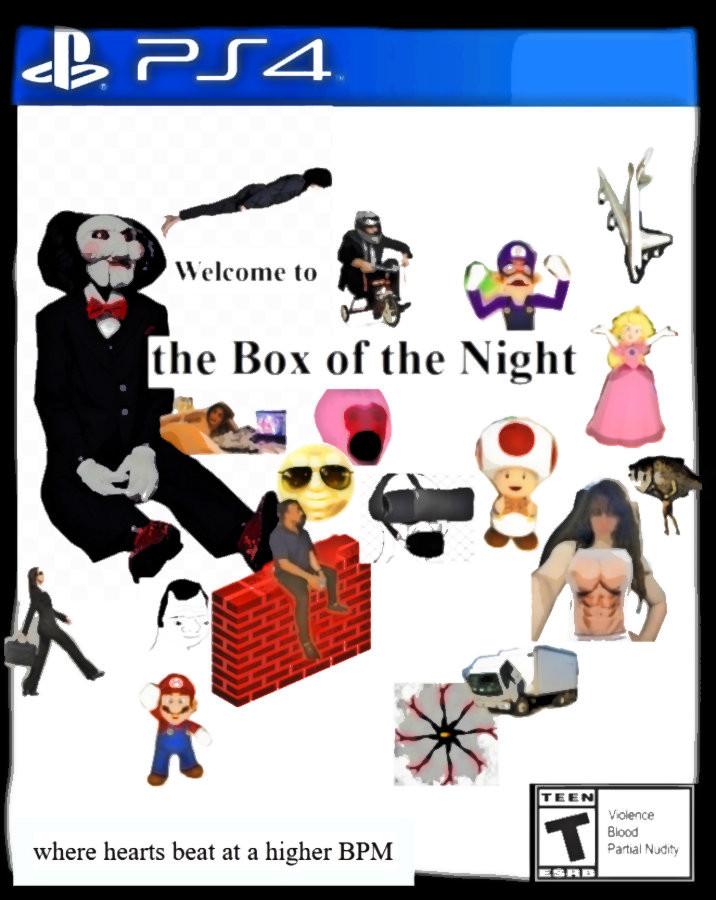 PS4
Welcome to
the Box of the Night
where hearts beat at a higher BPM
TEEN
T
Violence
Blood
Partial Nudity
ESRB